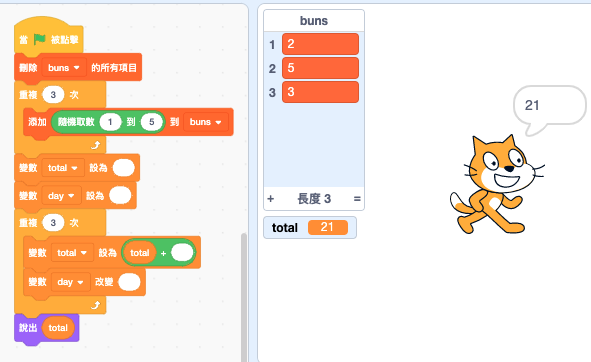 當 被點擊
刪除 buns 的所有項目
重複 3 次
添加 隨機取數 1 到 5 到 buns
變數 total 設為
變數 day 設為
重複 3 次
變數 total 設為 total + 
變數 day 改變
說出 total
buns
1 2
2 5
3 3
+ 長度 3 =
total 21
21